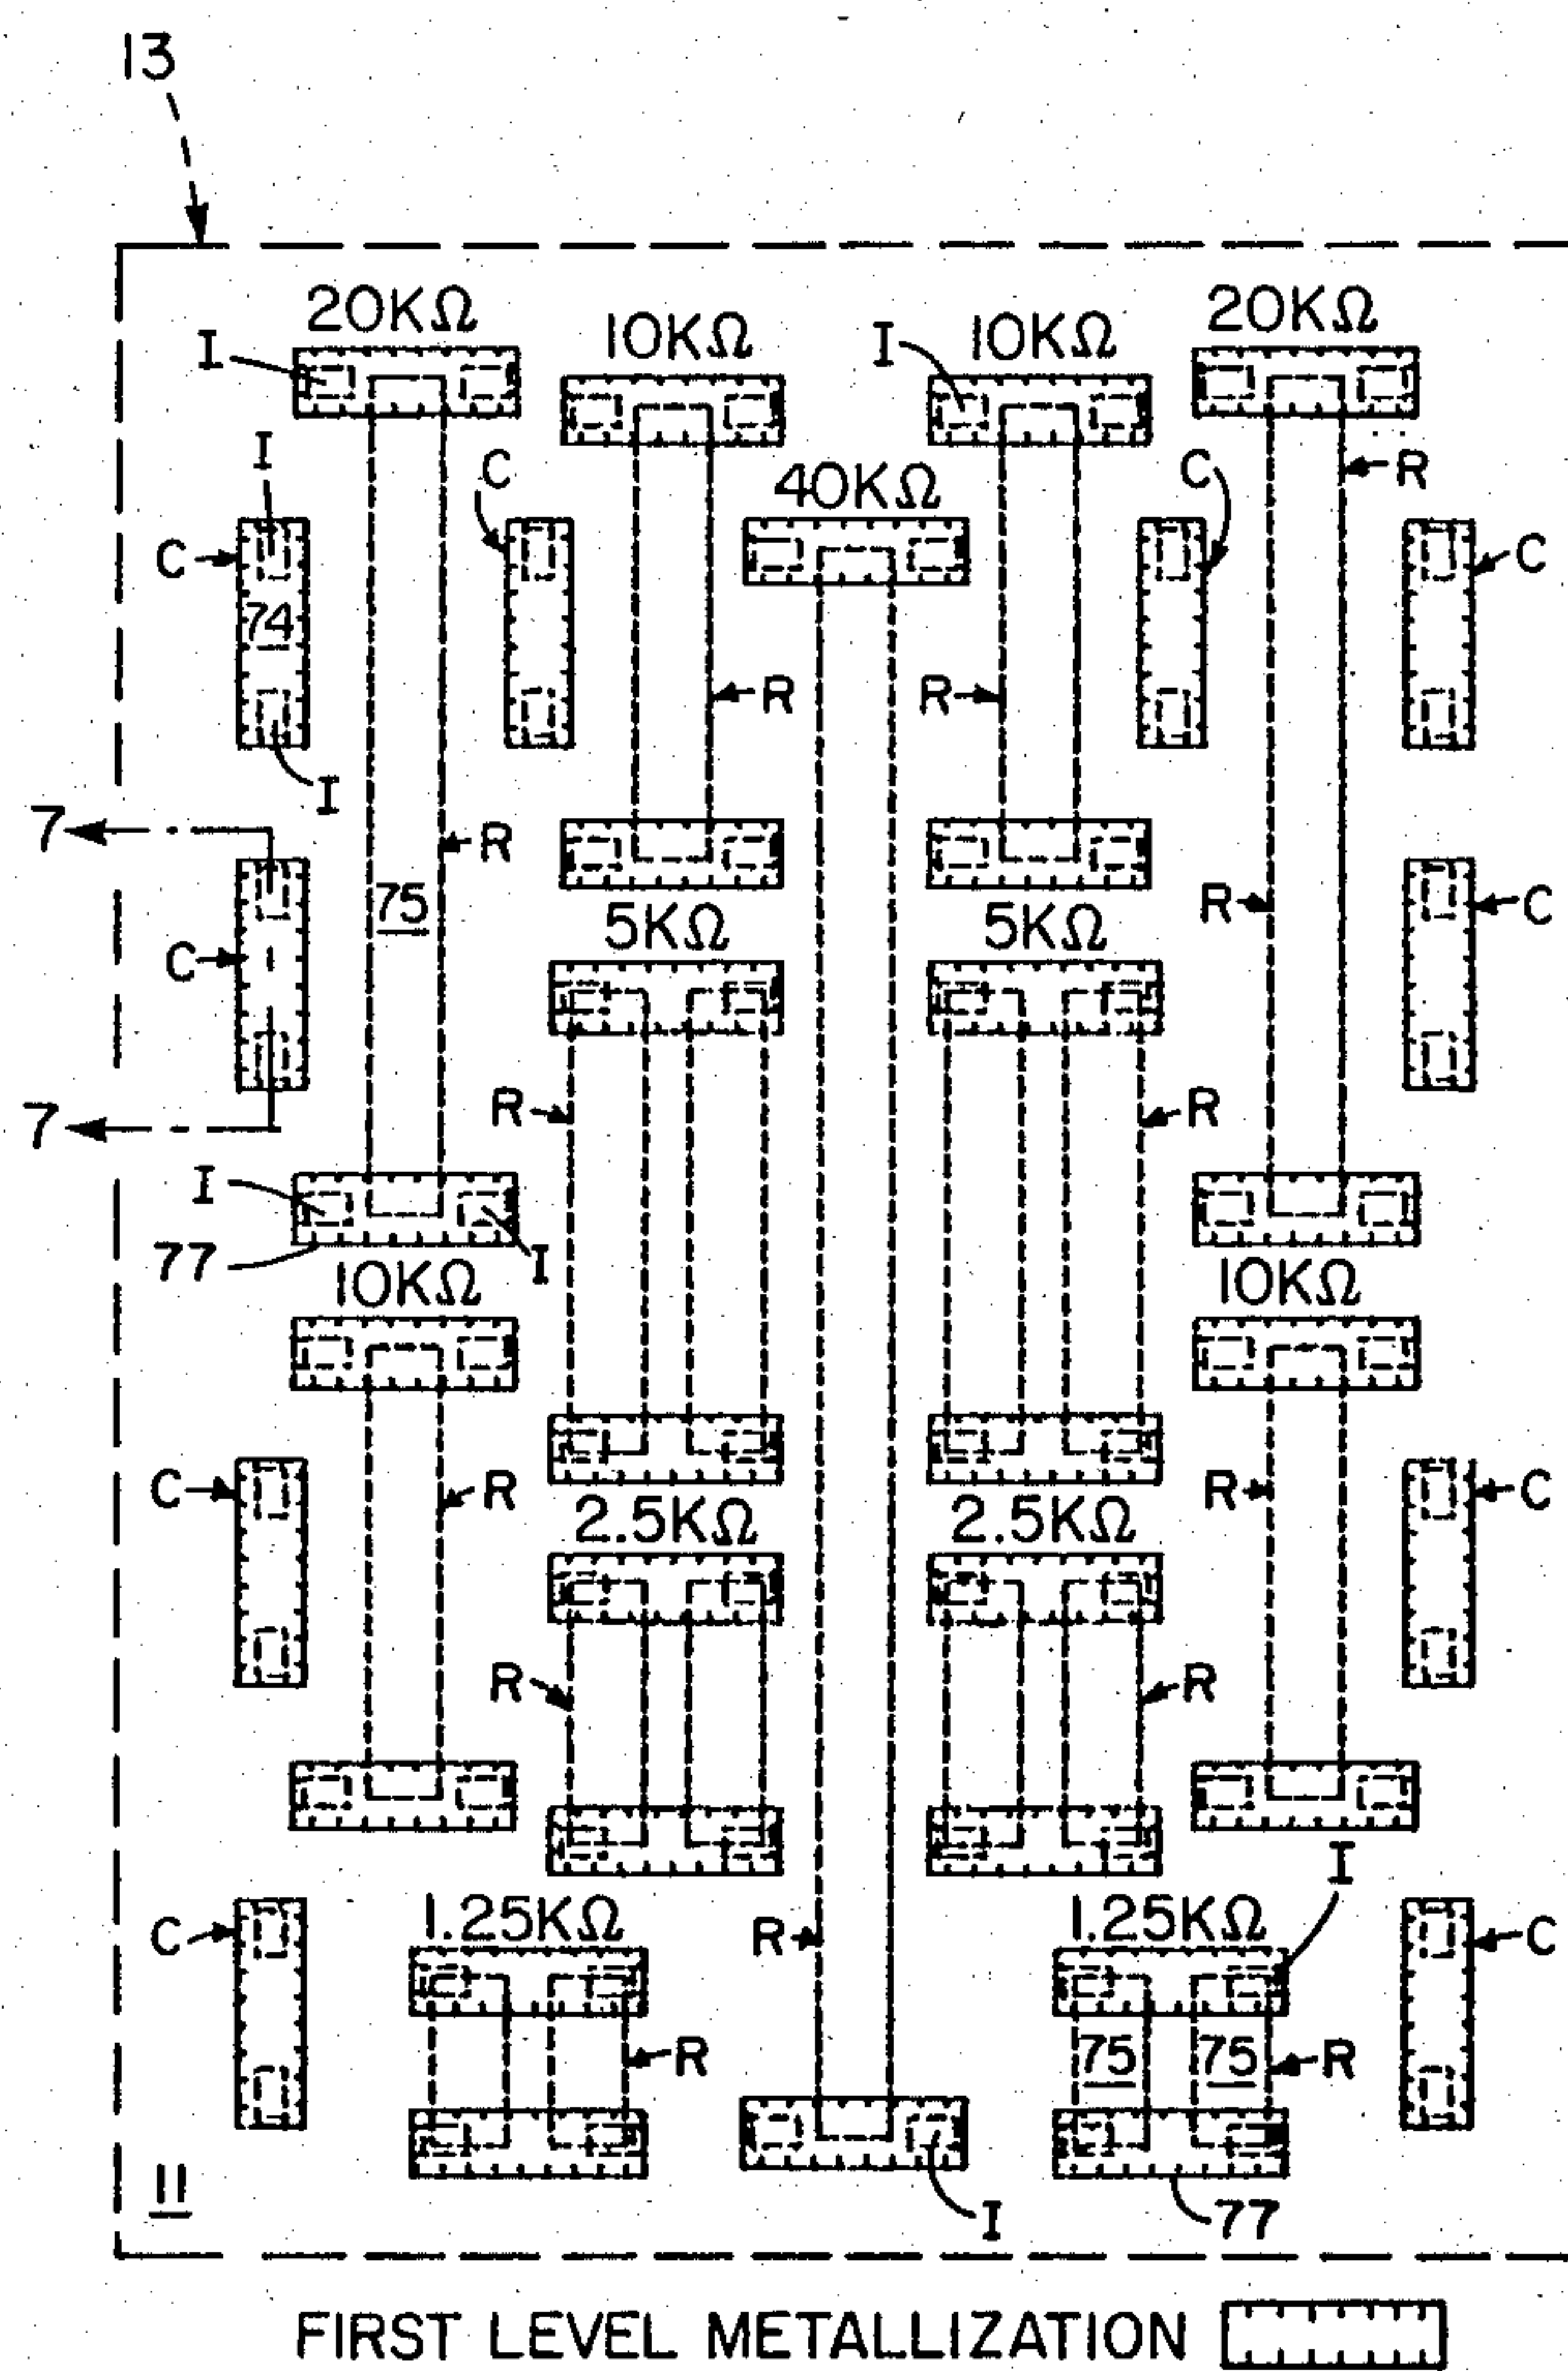 13
20KΩ 10KΩ I 10KΩ 20KΩ
I
I C 40KΩ C R
C C
74
R R
I
7 R
75 R C
C 5KΩ 5KΩ
7 R R
I
77 I
10KΩ 10KΩ
C R R C
2.5KΩ 2.5KΩ
R R
I
1.25KΩ 1.25KΩ
C R C
R 75 75 R
11 I 77
FIRST LEVEL METALLIZATION